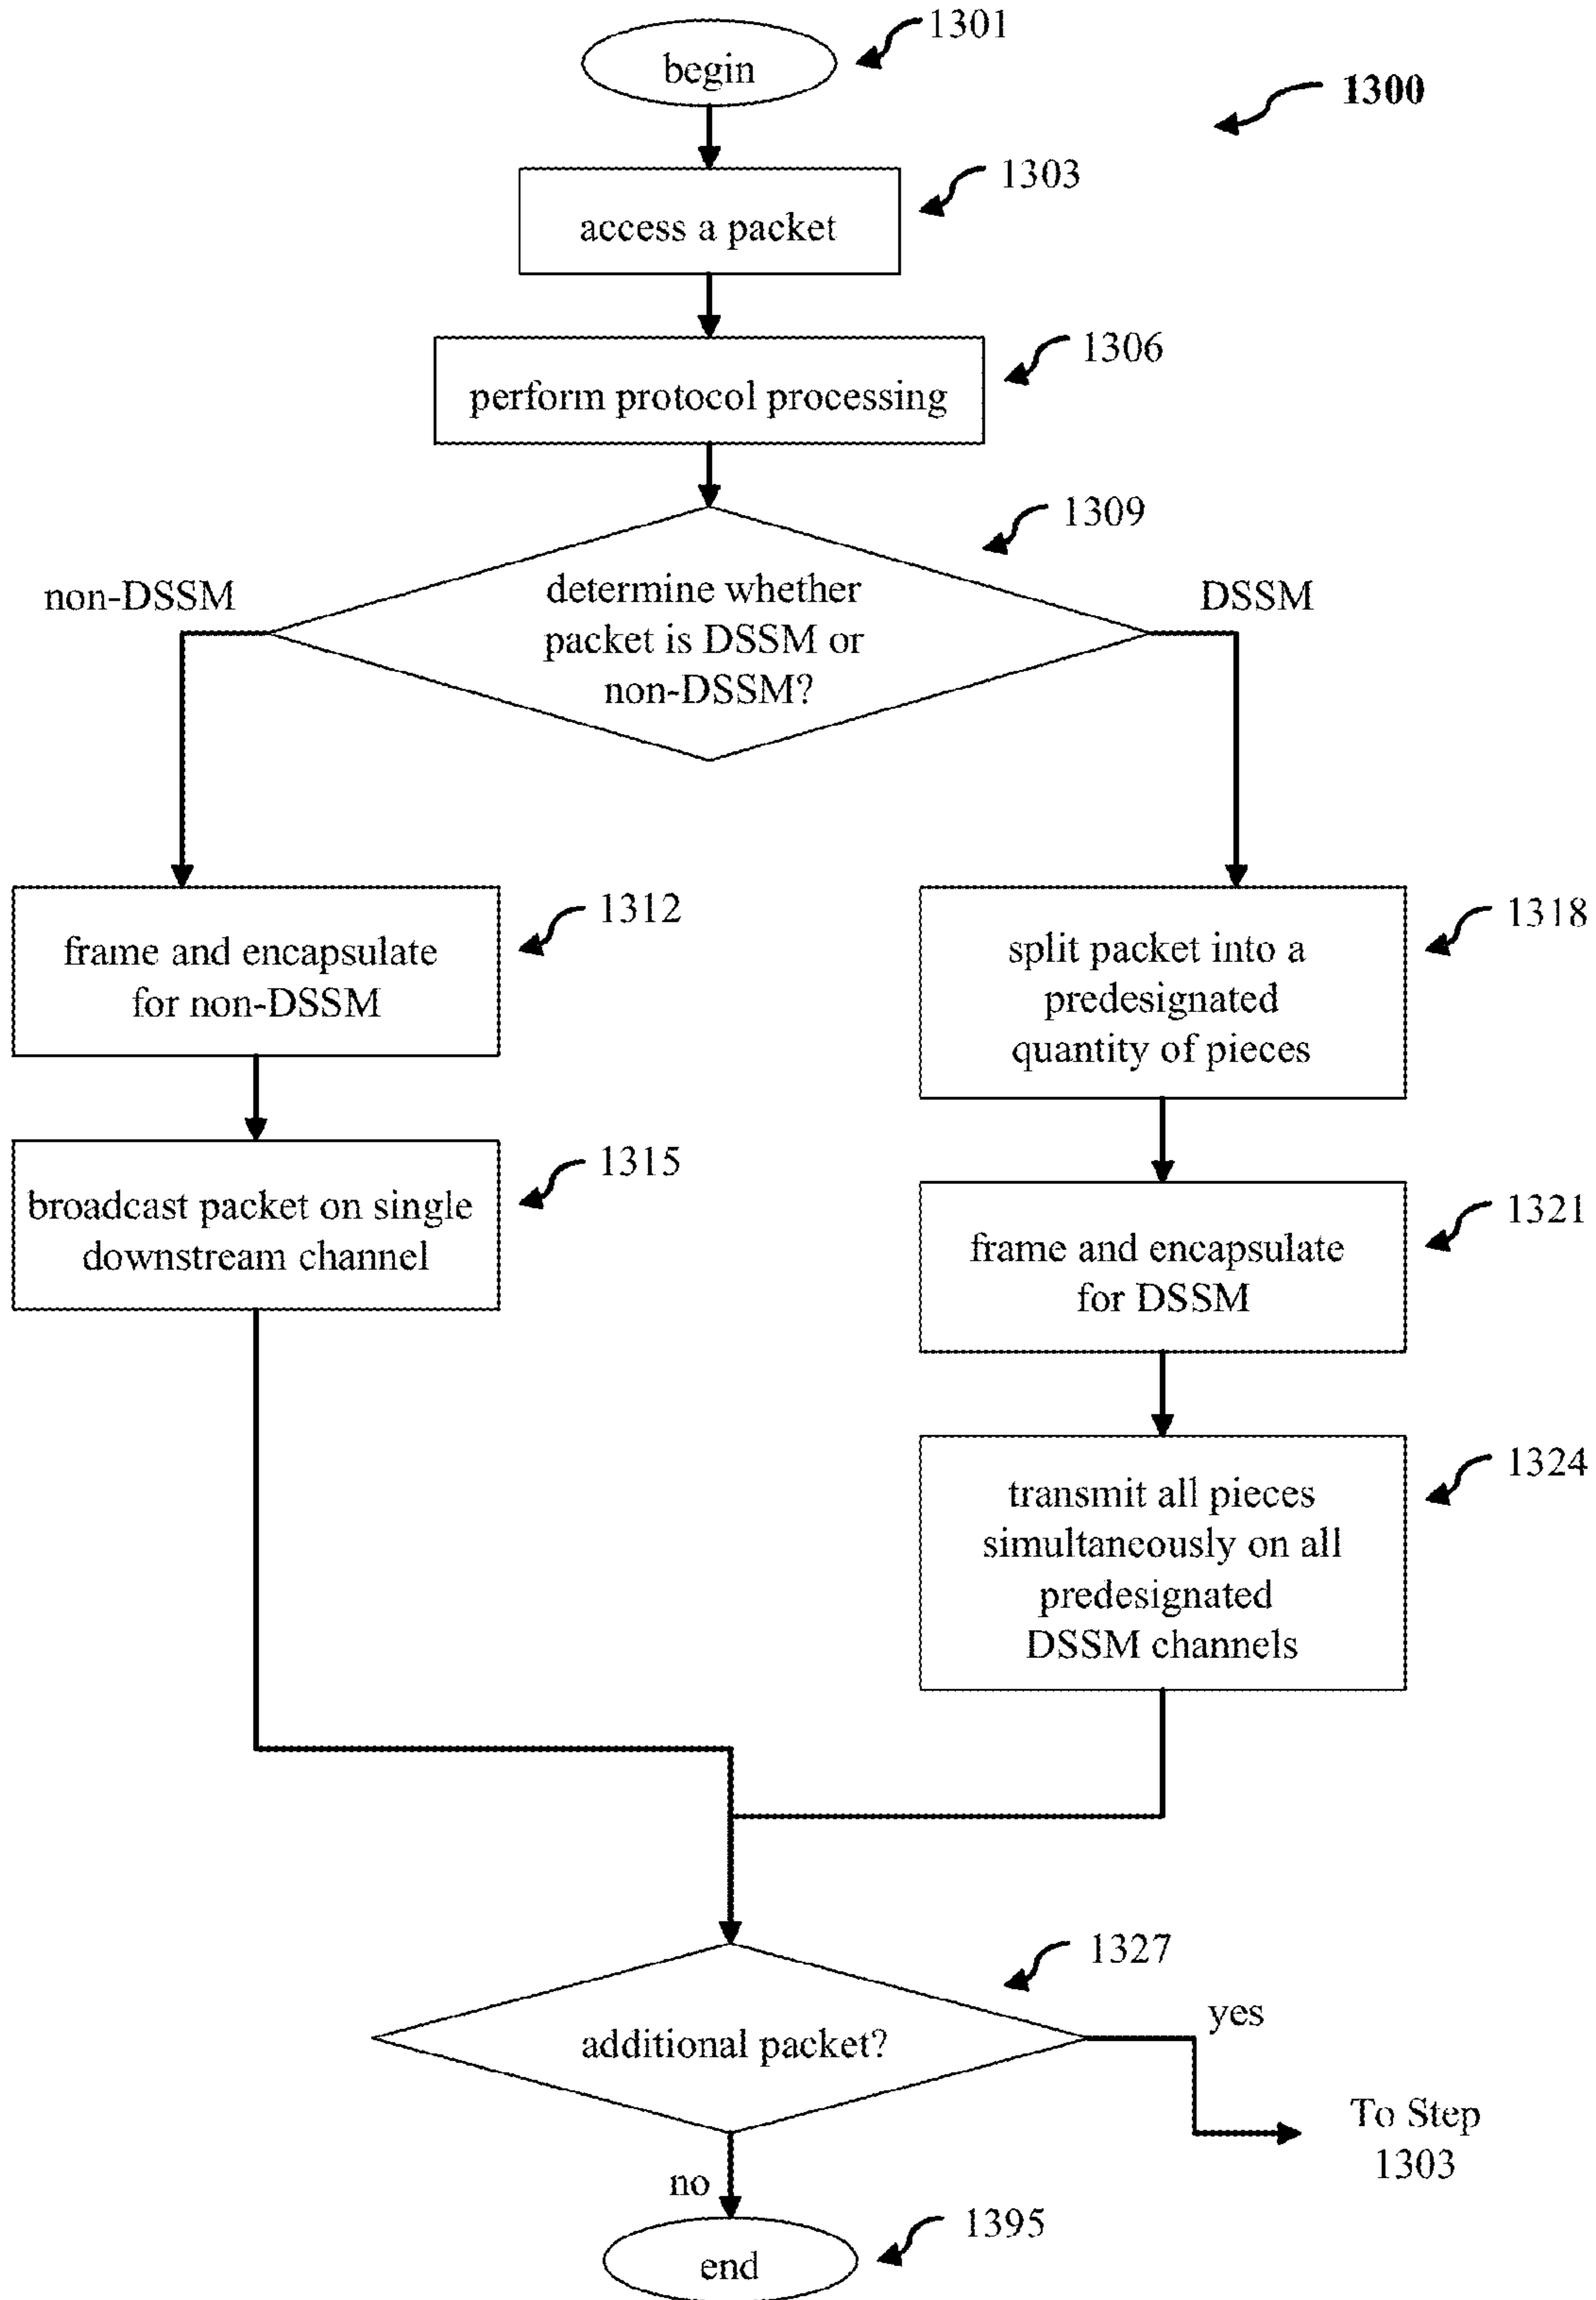 begin
1301
1300
access a packet
1303
perform protocol processing
1306
determine whether
packet is DSSM or
non-DSSM?
1309
non-DSSM
DSSM
frame and encapsulate
for non-DSSM
1312
split packet into a
predesignated
quantity of pieces
1318
broadcast packet on single
downstream channel
1315
frame and encapsulate
for DSSM
1321
transmit all pieces
simultaneously on all
predesignated
DSSM channels
1324
additional packet?
1327
yes
To Step
1303
no
end
1395